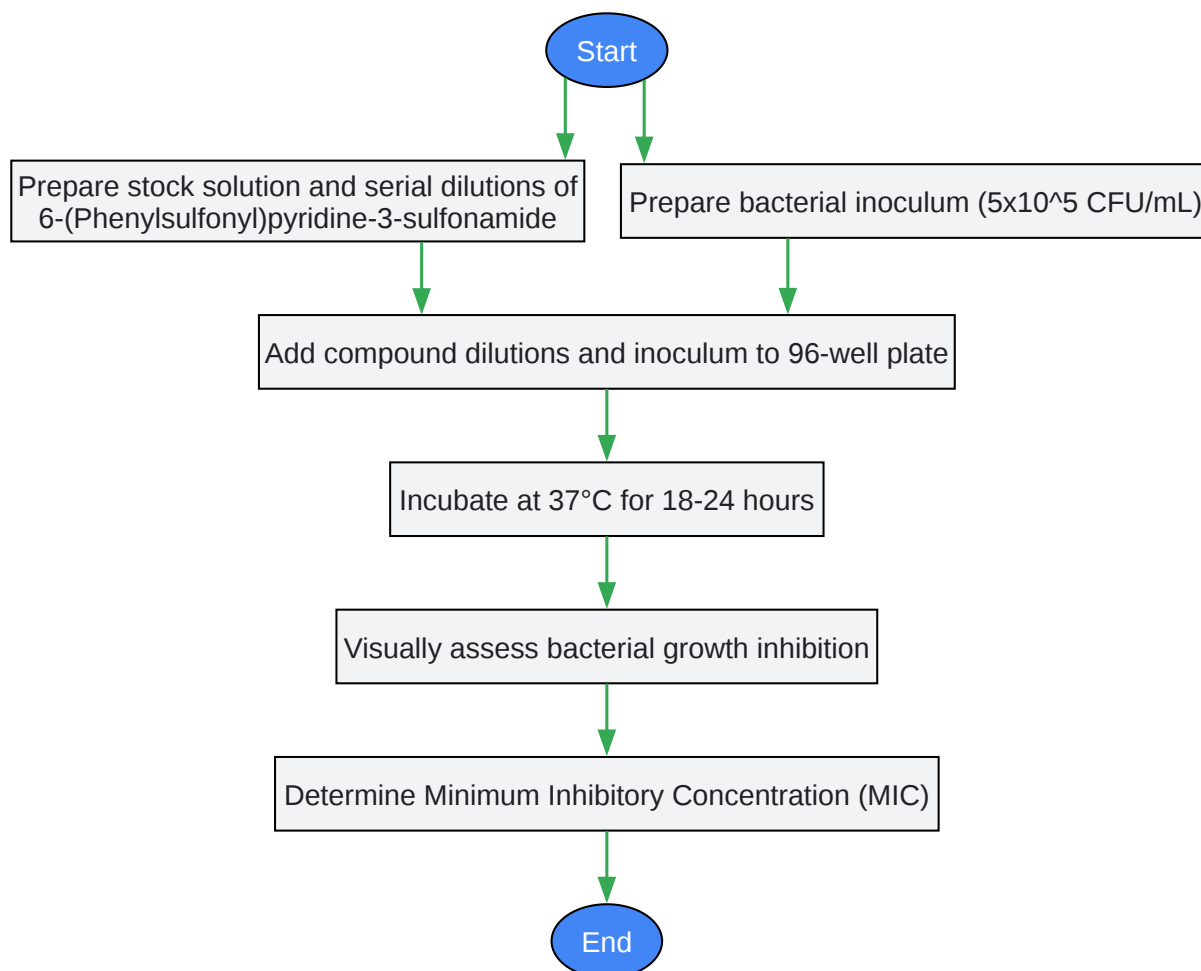 Start
Prepare stock solution and serial dilutions of
6-(Phenylsulfonyl)pyridine-3-sulfonamide
Prepare bacterial inoculum (5x10^5 CFU/mL)
Add compound dilutions and inoculum to 96-well plate
Incubate at 37°C for 18-24 hours
Visually assess bacterial growth inhibition
Determine Minimum Inhibitory Concentration (MIC)
End